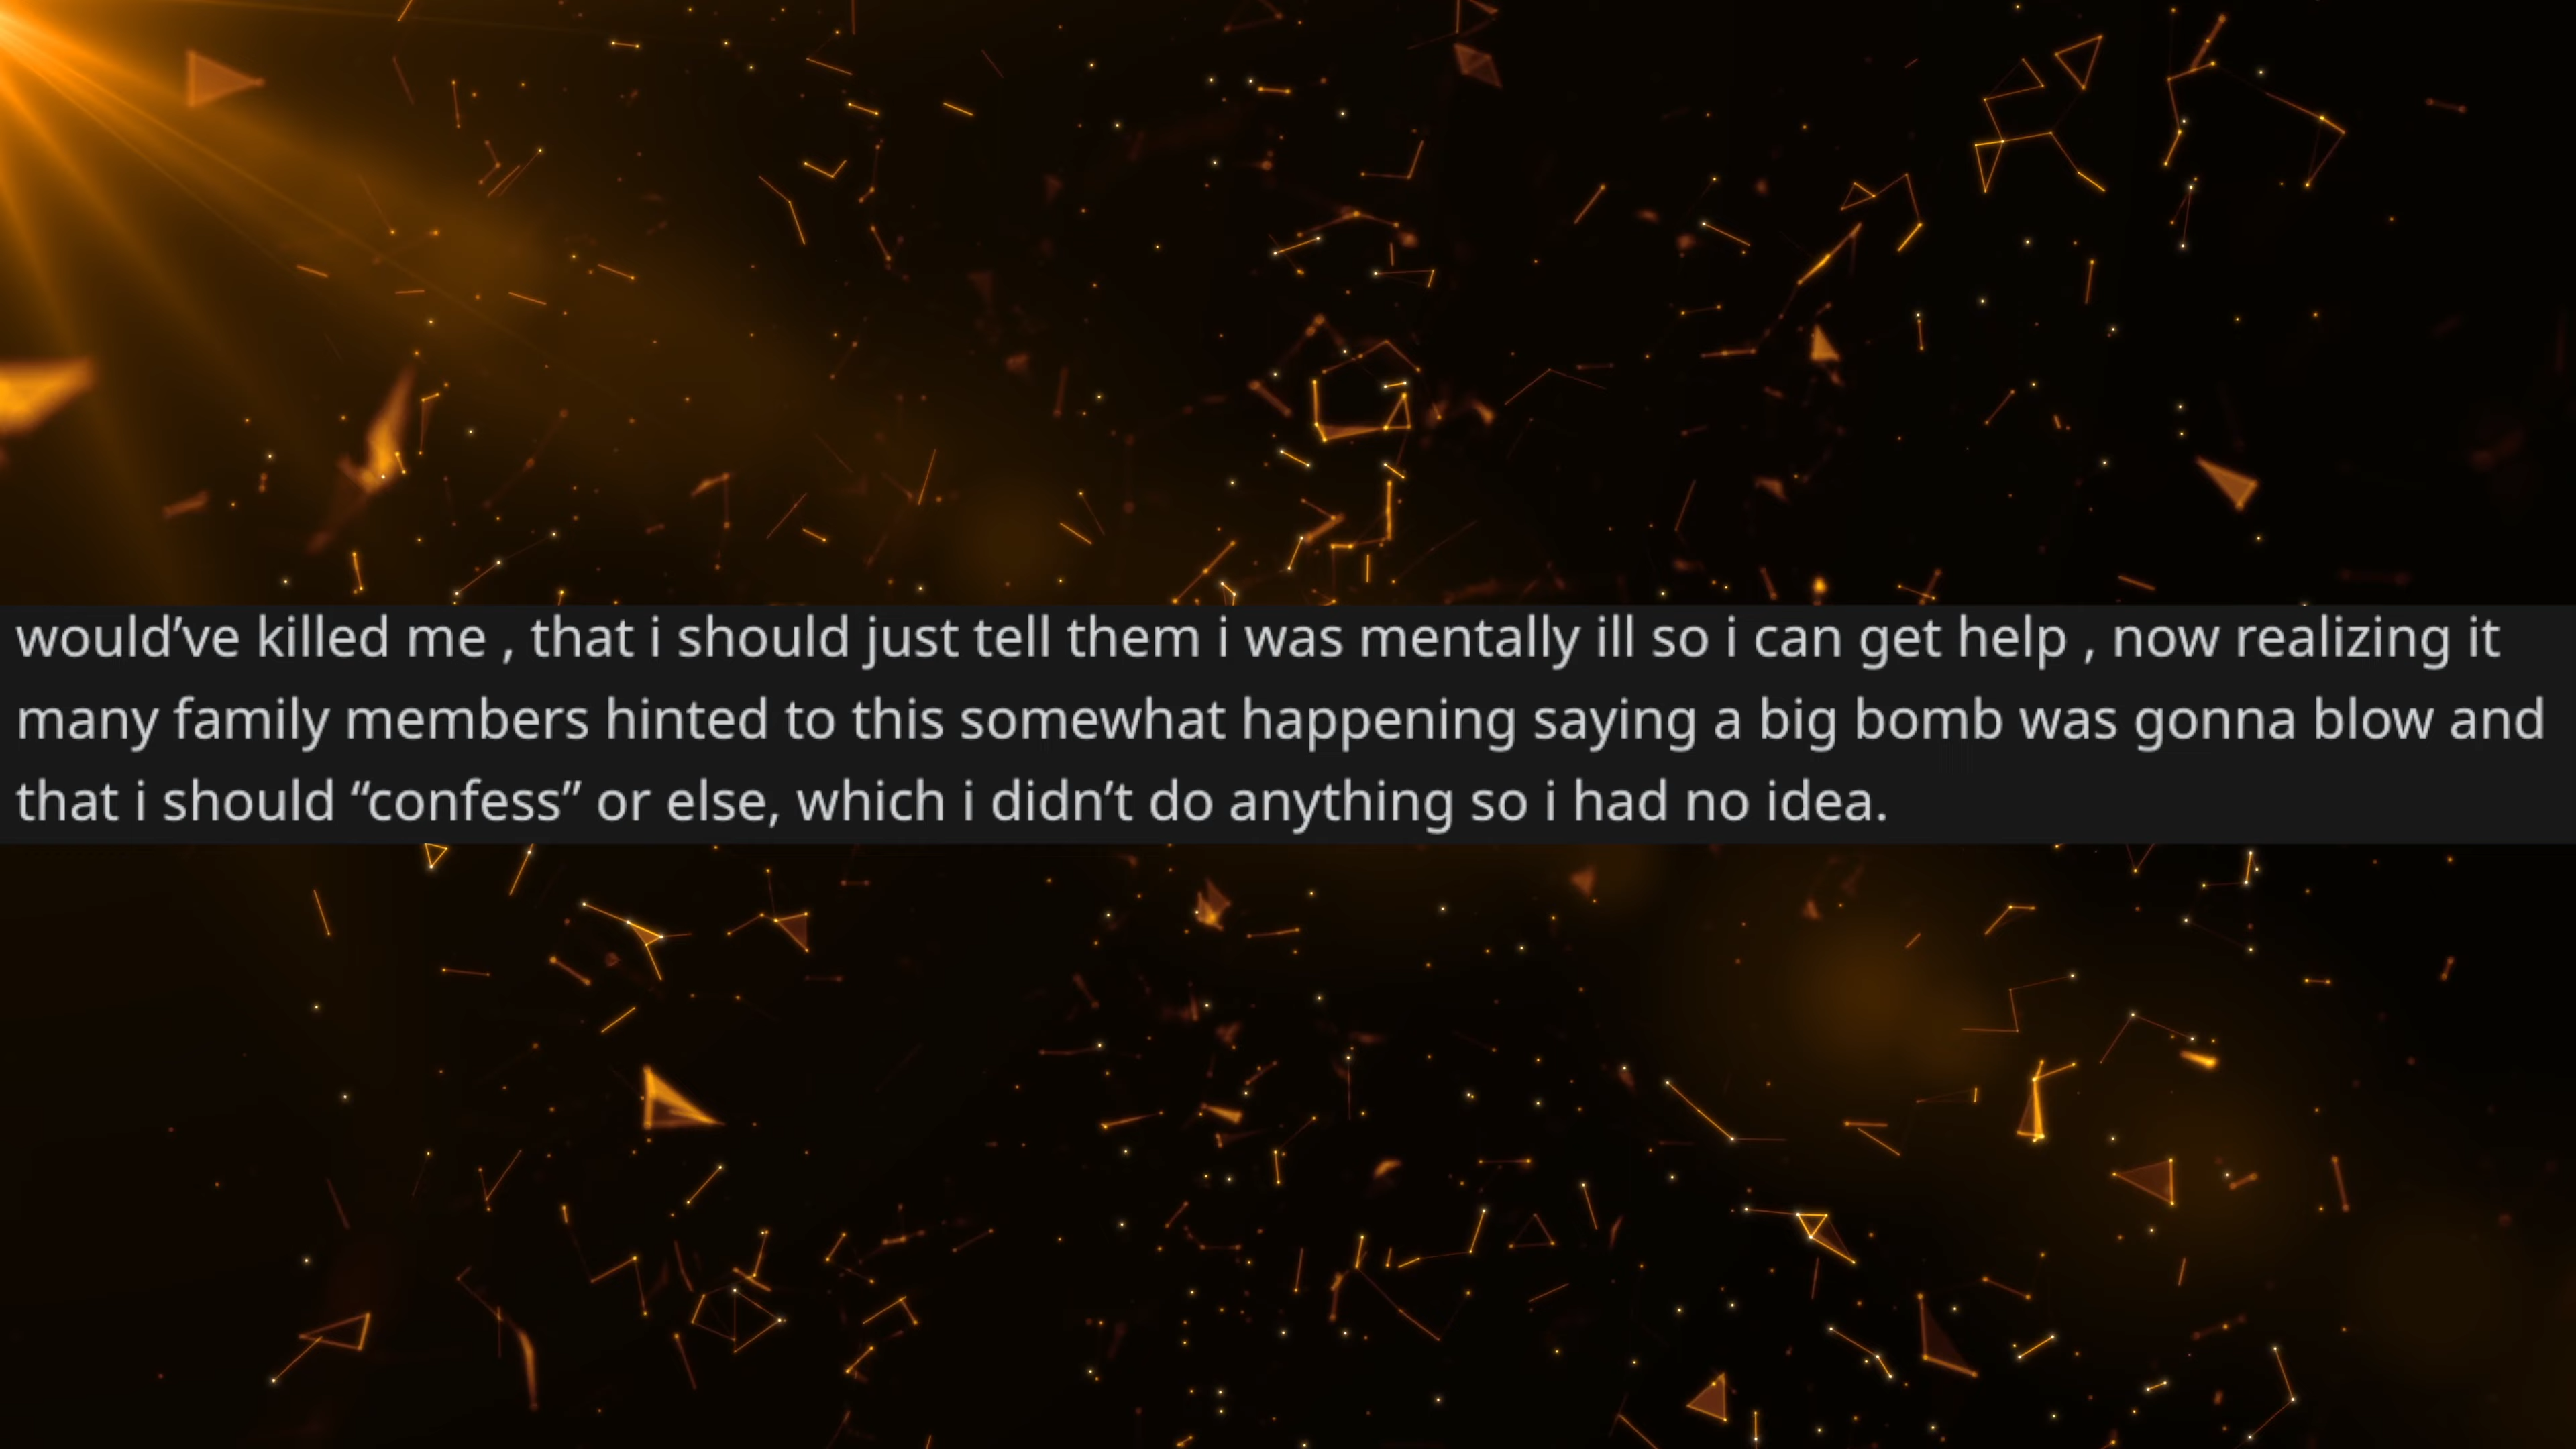 would’ve killed me , that i should just tell them i was mentally ill so i can get help , now realizing it
many family members hinted to this somewhat happening saying a big bomb was gonna blow and
that i should “confess” or else, which i didn’t do anything so i had no idea.